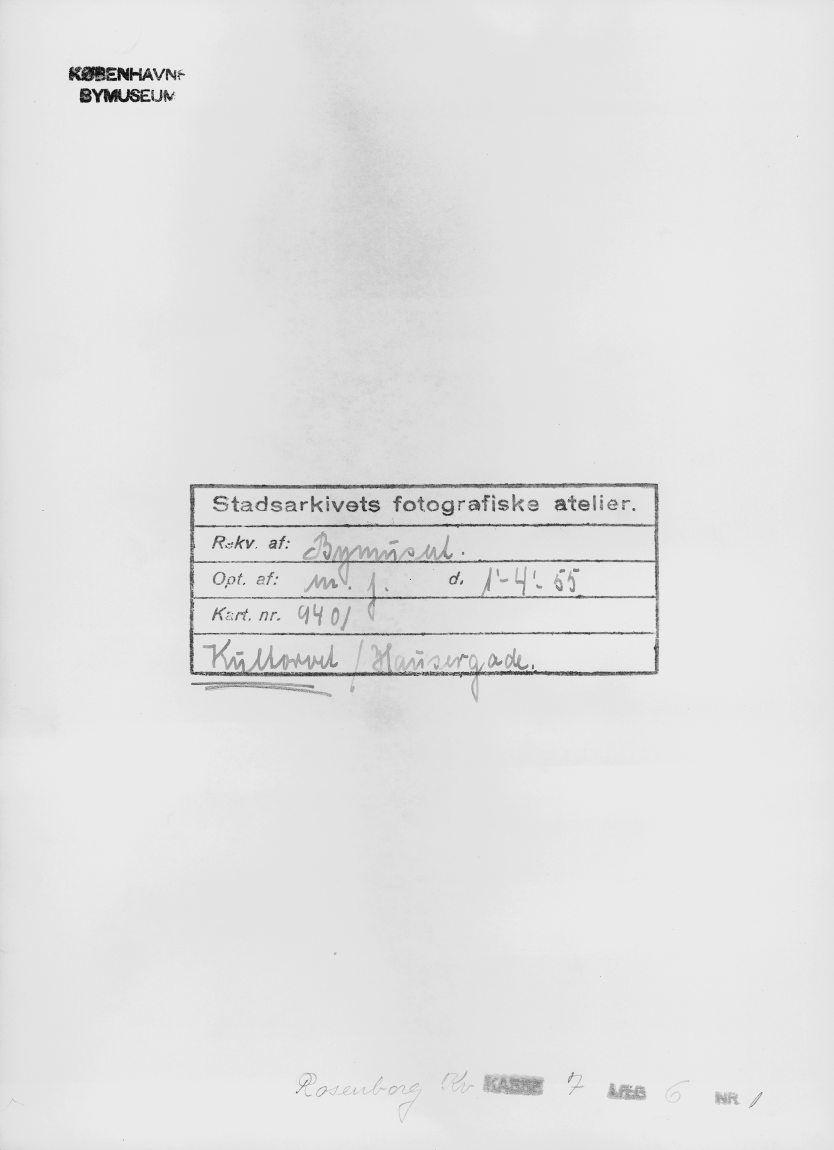 KØBENHAVNS
BYMUSEUM
Stadsarkivets fotografiske atelier.
Rekv. af: Bymuseet.
Opt. af: m. j. d. 1'-4'-55
Kart. nr. 9401
Kultorvet / Hausergade.
Rosenborg Kv KASSE 7 LÆG 6 NR 1